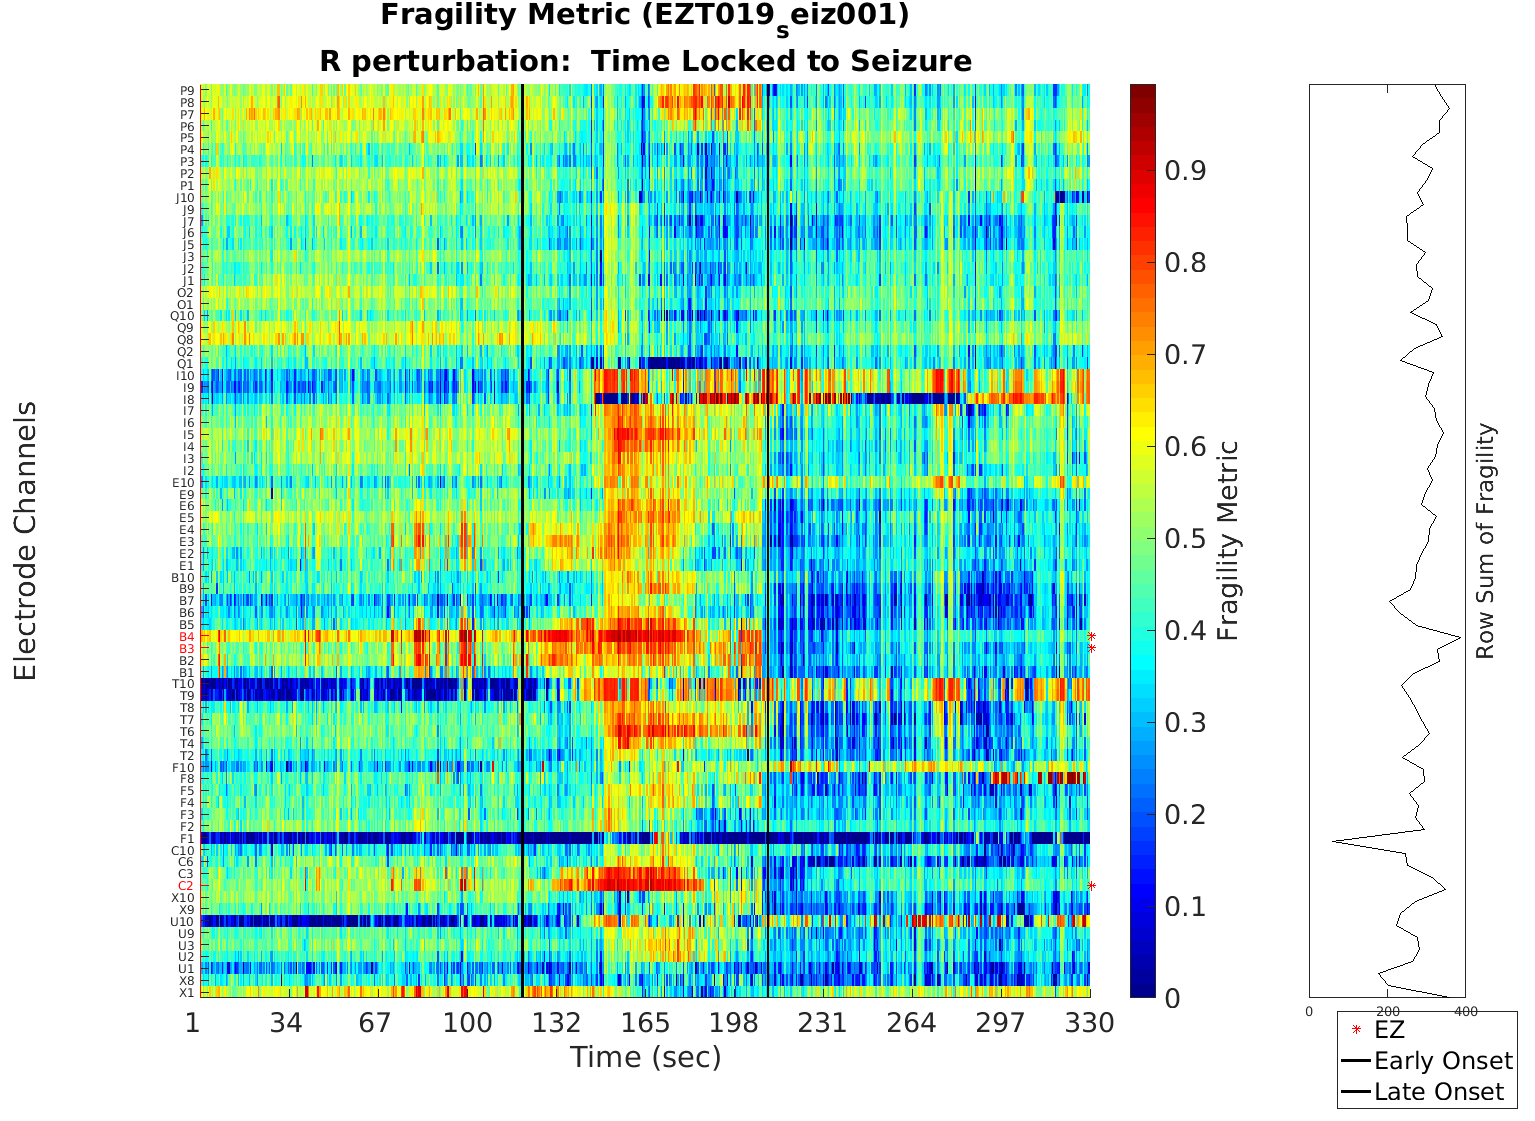 Fragility Metric (EZT019seiz001)
R perturbation:  Time Locked to Seizure
Electrode Channels
P9
P8
P7
P6
P5
P4
P3
P2
P1
J10
J9
J7
J6
J5
J3
J2
J1
O2
O1
Q10
Q9
Q8
Q2
Q1
I10
I9
I8
I7
I6
I5
I4
I3
I2
E10
E9
E6
E5
E4
E3
E2
E1
B10
B9
B7
B6
B5
B4
B3
B2
B1
T10
T9
T8
T7
T6
T4
T2
F10
F8
F5
F4
F3
F2
F1
C10
C6
C3
C2
X10
X9
U10
U9
U3
U2
U1
X8
X1
1 34 67 100 132 165 198 231 264 297 330
Time (sec)
0.9
0.8
0.7
0.6
0.5
0.4
0.3
0.2
0.1
0
Fragility Metric
0 200 400
Row Sum of Fragility
EZ
Early Onset
Late Onset